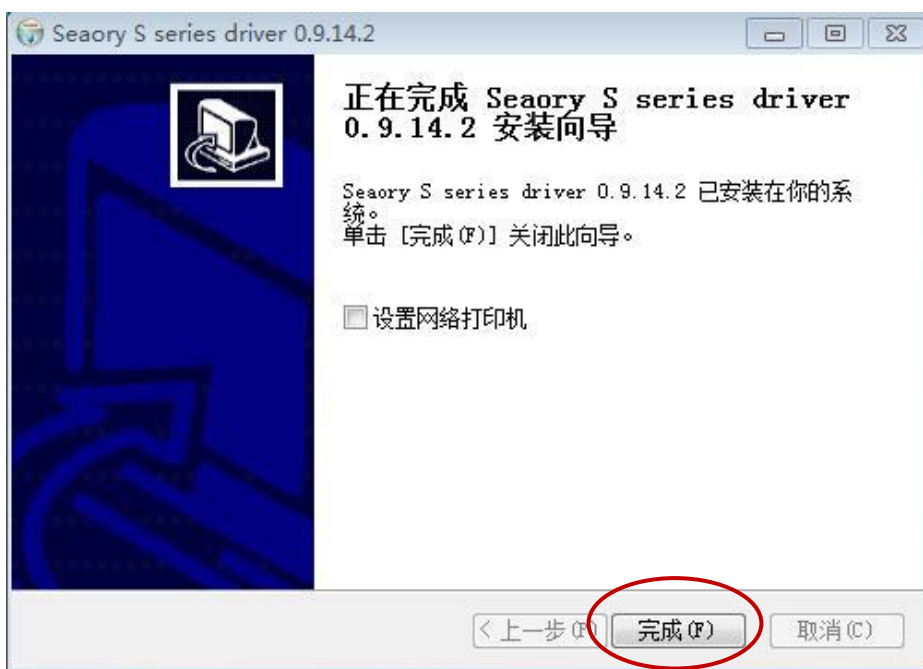 Seaory S series driver 0.9.14.2
正在完成 Seaory S series driver
0.9.14.2 安装向导
Seaory S series driver 0.9.14.2 已安装在你的系
统。
单击 [完成(F)] 关闭此向导。
设置网络打印机
< 上一步(P) 完成(F) 取消(C)